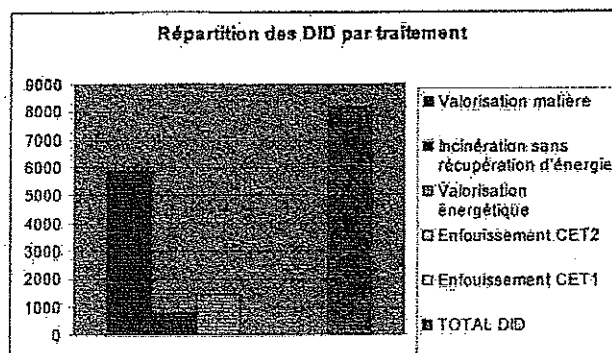 Répartition des DID par traitement
9000
8000
7000
6000
5000
4000
3000
2000
1000
0
Valorisation matière
Incinération sans
récupération d'énergie
Valorisation
énergétique
Enfouissement CET2
Enfouissement CET1
TOTAL DID